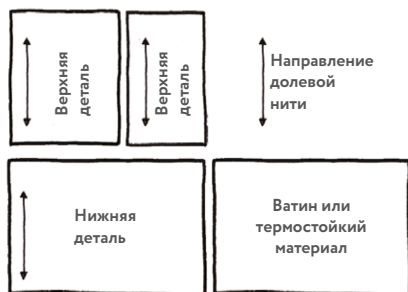 Верхняя
деталь
Верхняя
деталь
Направление
долевой
нити
Нижняя
деталь
Ватин или
термостойкий
материал